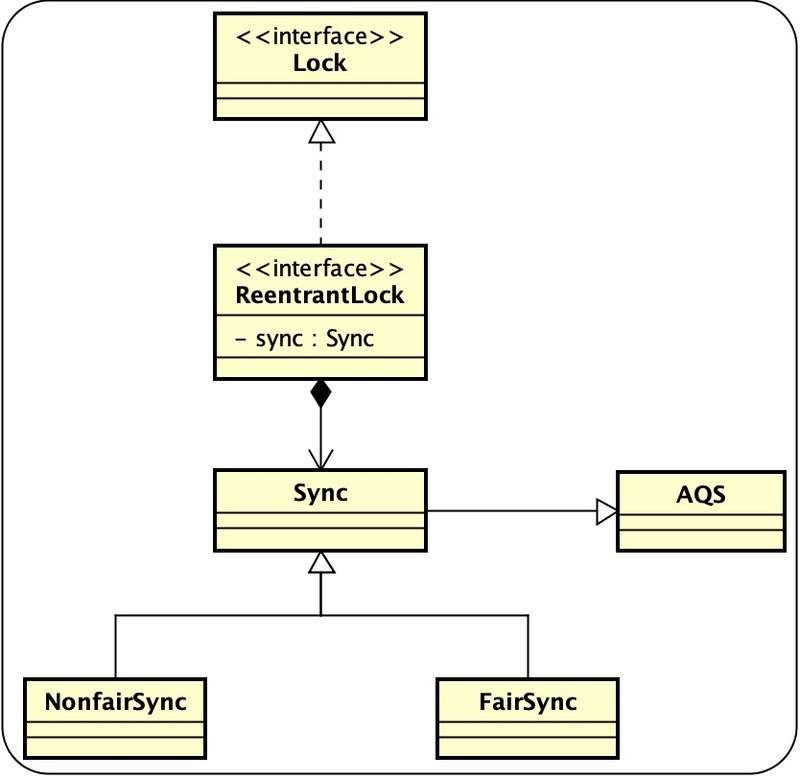 <<interface>>
Lock
<<interface>>
ReentrantLock
– sync : Sync
Sync
AQS
NonfairSync
FairSync